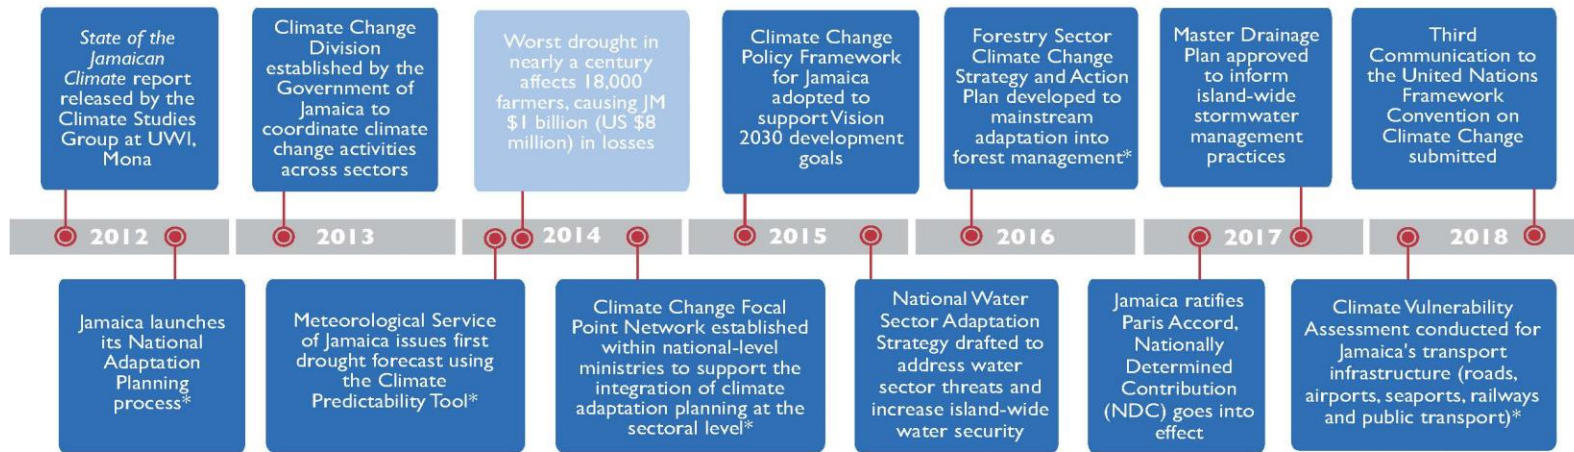 State of the
Jamaican
Climate report
released by the
Climate Studies
Group at UWI,
Mona
Climate Change
Division
established by the
Government of
Jamaica to
coordinate climate
change activities
across sectors
Worst drought in
nearly a century
affects 18,000
farmers, causing JM
$1 billion (US $8
million) in losses
Climate Change
Policy Framework
for Jamaica
adopted to
support Vision
2030 development
goals
Forestry Sector
Climate Change
Strategy and Action
Plan developed to
mainstream
adaptation into
forest management*
Master Drainage
Plan approved
to inform
island-wide
stormwater
management
practices
Third
Communication to
the United Nations
Framework
Convention on
Climate Change
submitted
2012
2013
2014
2015
2016
2017
2018
Jamaica launches
its National
Adaptation
Planning
process*
Meteorological Service
of Jamaica issues first
drought forecast using
the Climate
Predictability Tool*
Climate Change Focal
Point Network established
within national-level
ministries to support the
integration of climate
adaptation planning at the
sectoral level*
National Water
Sector Adaptation
Strategy drafted to
address water
sector threats and
increase island-wide
water security
Jamaica ratifies
Paris Accord,
Nationally
Determined
Contribution
(NDC) goes into
effect
Climate Vulnerability
Assessment conducted for
Jamaica's transport
infrastructure (roads,
airports, seaports, railways
and public transport)*